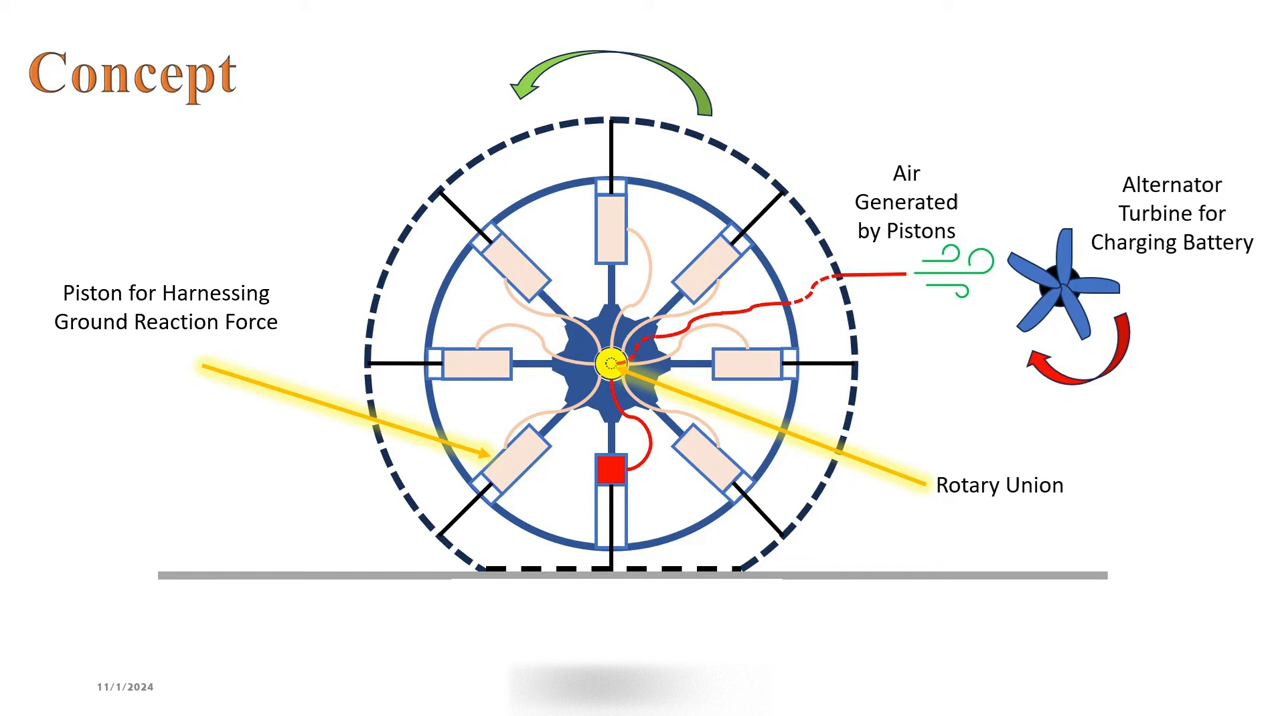 Concept
Air
Generated
by Pistons
Alternator
Turbine for
Charging Battery
Piston for Harnessing
Ground Reaction Force
Rotary Union
11/1/2024